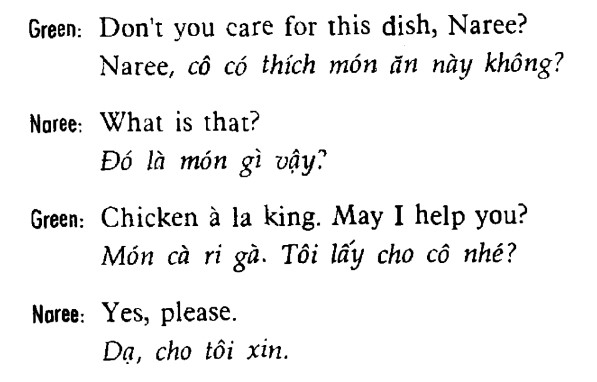 Green: Don't you care for this dish, Naree?
Naree, cô có thích món ăn này không?
Naree: What is that?
Đó là món gì vậy?
Green: Chicken à la king. May I help you?
Món cà ri gà. Tôi lấy cho cô nhé?
Naree: Yes, please.
Dạ, cho tôi xin.